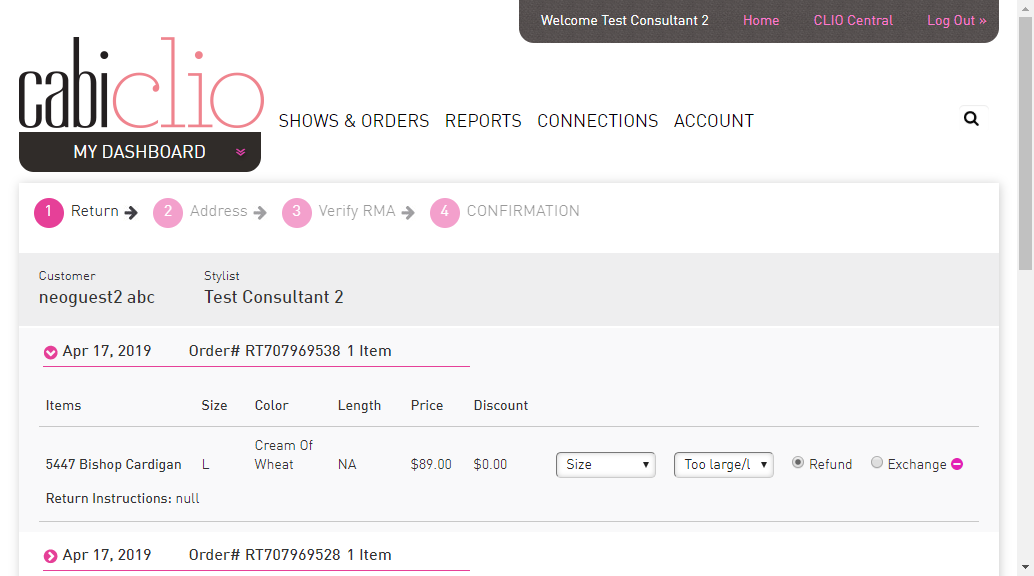 Welcome Test Consultant 2 Home CLIO Central Log Out »
cabiclio
SHOWS & ORDERS REPORTS CONNECTIONS ACCOUNT
MY DASHBOARD
1 Return 2 Address 3 Verify RMA 4 CONFIRMATION
Customer Stylist
neoguest2 abc Test Consultant 2
Apr 17, 2019 Order# RT707969538 1 Item
Items Size Color Length Price Discount
Cream Of
5447 Bishop Cardigan L Wheat NA $89.00 $0.00 Size Too large/l Refund Exchange
Return Instructions: null
Apr 17, 2019 Order# RT707969528 1 Item